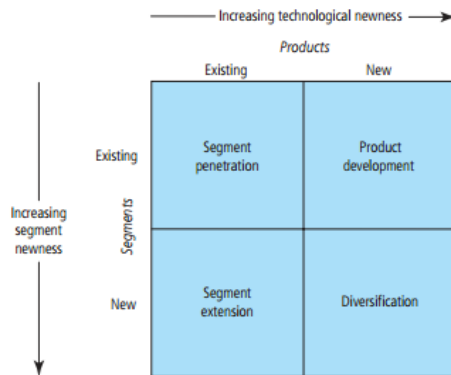 Increasing technological newness
Products
Existing
New
Existing
Segment
penetration
Product
development
Increasing
segment
newness
Segments
New
Segment
extension
Diversification